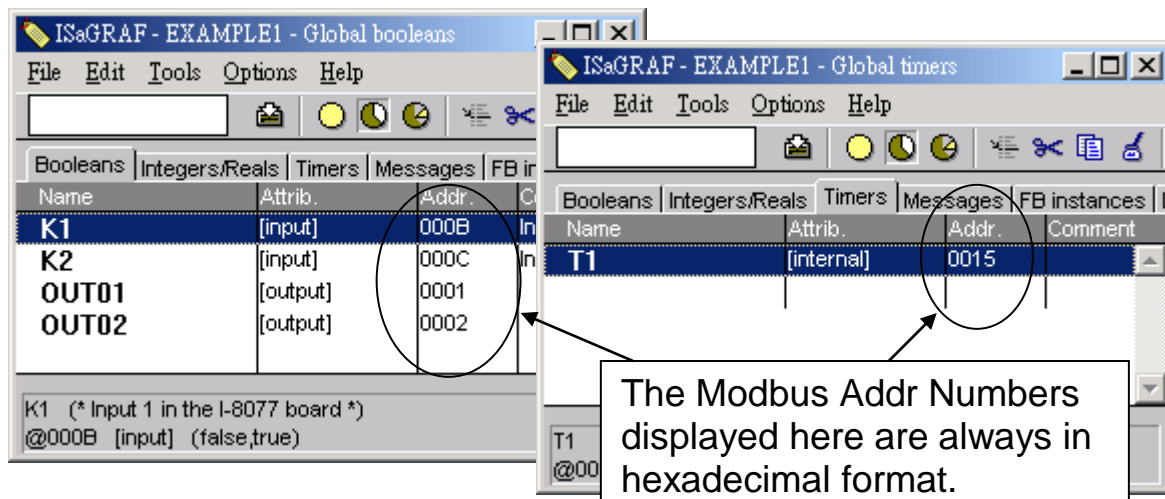 ISaGRAF - EXAMPLE1 - Global booleans
File Edit Tools Options Help
Booleans Integers/Reals Timers Messages FB in
Name Attrib. Addr.
K1 [input] 000B In
K2 [input] 000C In
OUT01 [output] 0001
OUT02 [output] 0002
K1 (* Input 1 in the I-8077 board *)
@000B [input] (false,true)
ISaGRAF - EXAMPLE1 - Global timers
File Edit Tools Options Help
Booleans Integers/Reals Timers Messages FB instances
Name Attrib. Addr. Comment
T1 [internal] 0015
T1
@00
The Modbus Addr Numbers
displayed here are always in
hexadecimal format.